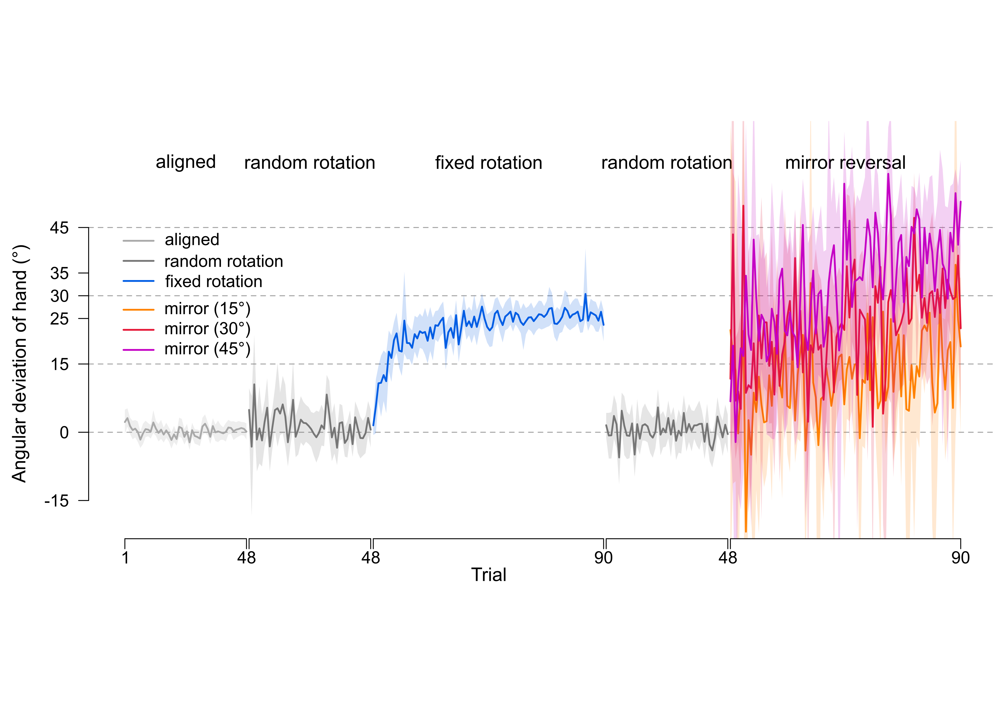 aligned random rotation fixed rotation random rotation mirror reversal
45
35
30
25
15
0
-15
Angular deviation of hand (°)
aligned
random rotation
fixed rotation
mirror (15°)
mirror (30°)
mirror (45°)
1 48 48 90 48 90
Trial